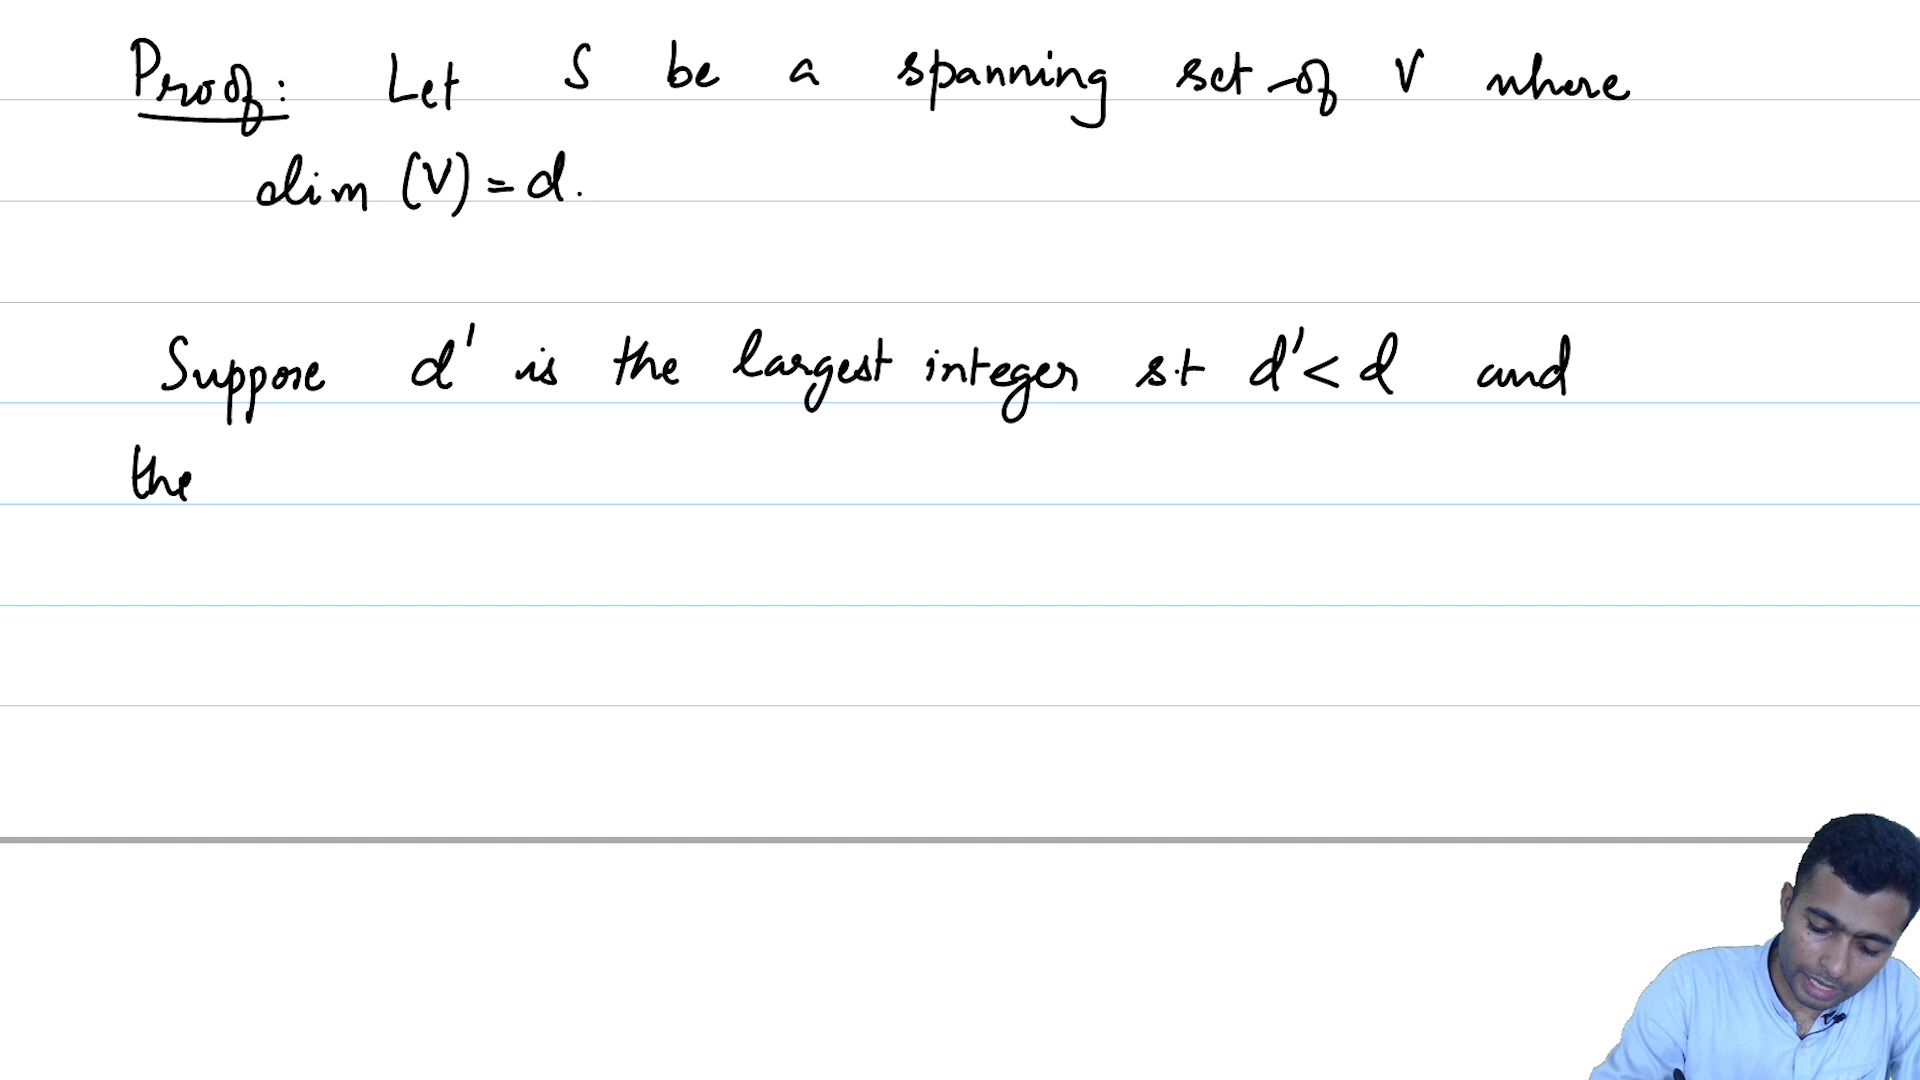 Proof: Let S be a spanning set of V where
dim (V) = d.
Suppose d' is the largest integer s.t d' < d and
the